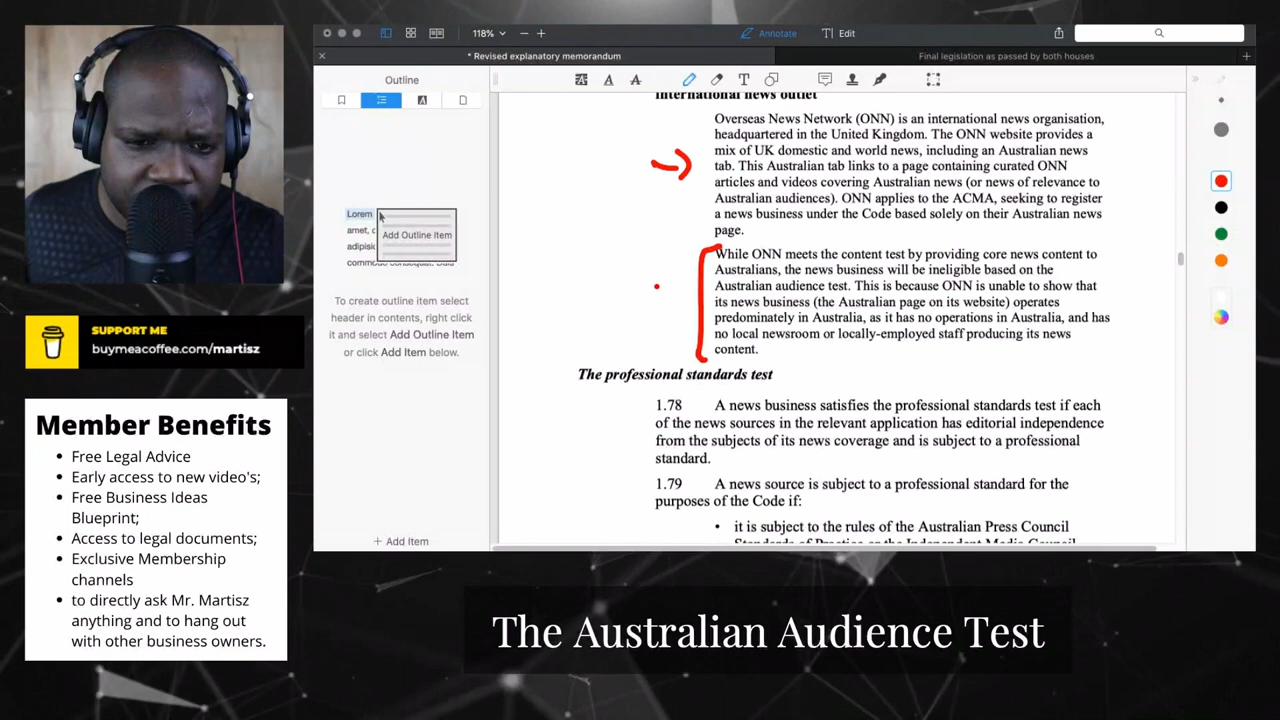 118%
Annotate
Edit
* Revised explanatory memorandum
Final legislation as passed by both houses
Outline
Lorem
Add Outline Item
To create outline item select
header in contents, right click
it and select Add Outline Item
or click Add Item below.
+ Add Item
International news outlet
Overseas News Network (ONN) is an international news organisation,
headquartered in the United Kingdom. The ONN website provides a
mix of UK domestic and world news, including an Australian news
tab. This Australian tab links to a page containing curated ONN
articles and videos covering Australian news (or news of relevance to
Australian audiences). ONN applies to the ACMA, seeking to register
a news business under the Code based solely on their Australian news
page.
While ONN meets the content test by providing core news content to
Australians, the news business will be ineligible based on the
Australian audience test. This is because ONN is unable to show that
its news business (the Australian page on its website) operates
predominately in Australia, as it has no operations in Australia, and has
no local newsroom or locally-employed staff producing its news
content.
The professional standards test
1.78 A news business satisfies the professional standards test if each
of the news sources in the relevant application has editorial independence
from the subjects of its news coverage and is subject to a professional
standard.
1.79 A news source is subject to a professional standard for the
purposes of the Code if:
• it is subject to the rules of the Australian Press Council
SUPPORT ME
buymeacoffee.com/martisz
Member Benefits
• Free Legal Advice
• Early access to new video's;
• Free Business Ideas
Blueprint;
• Access to legal documents;
• Exclusive Membership
channels
• to directly ask Mr. Martisz
anything and to hang out
with other business owners.
The Australian Audience Test